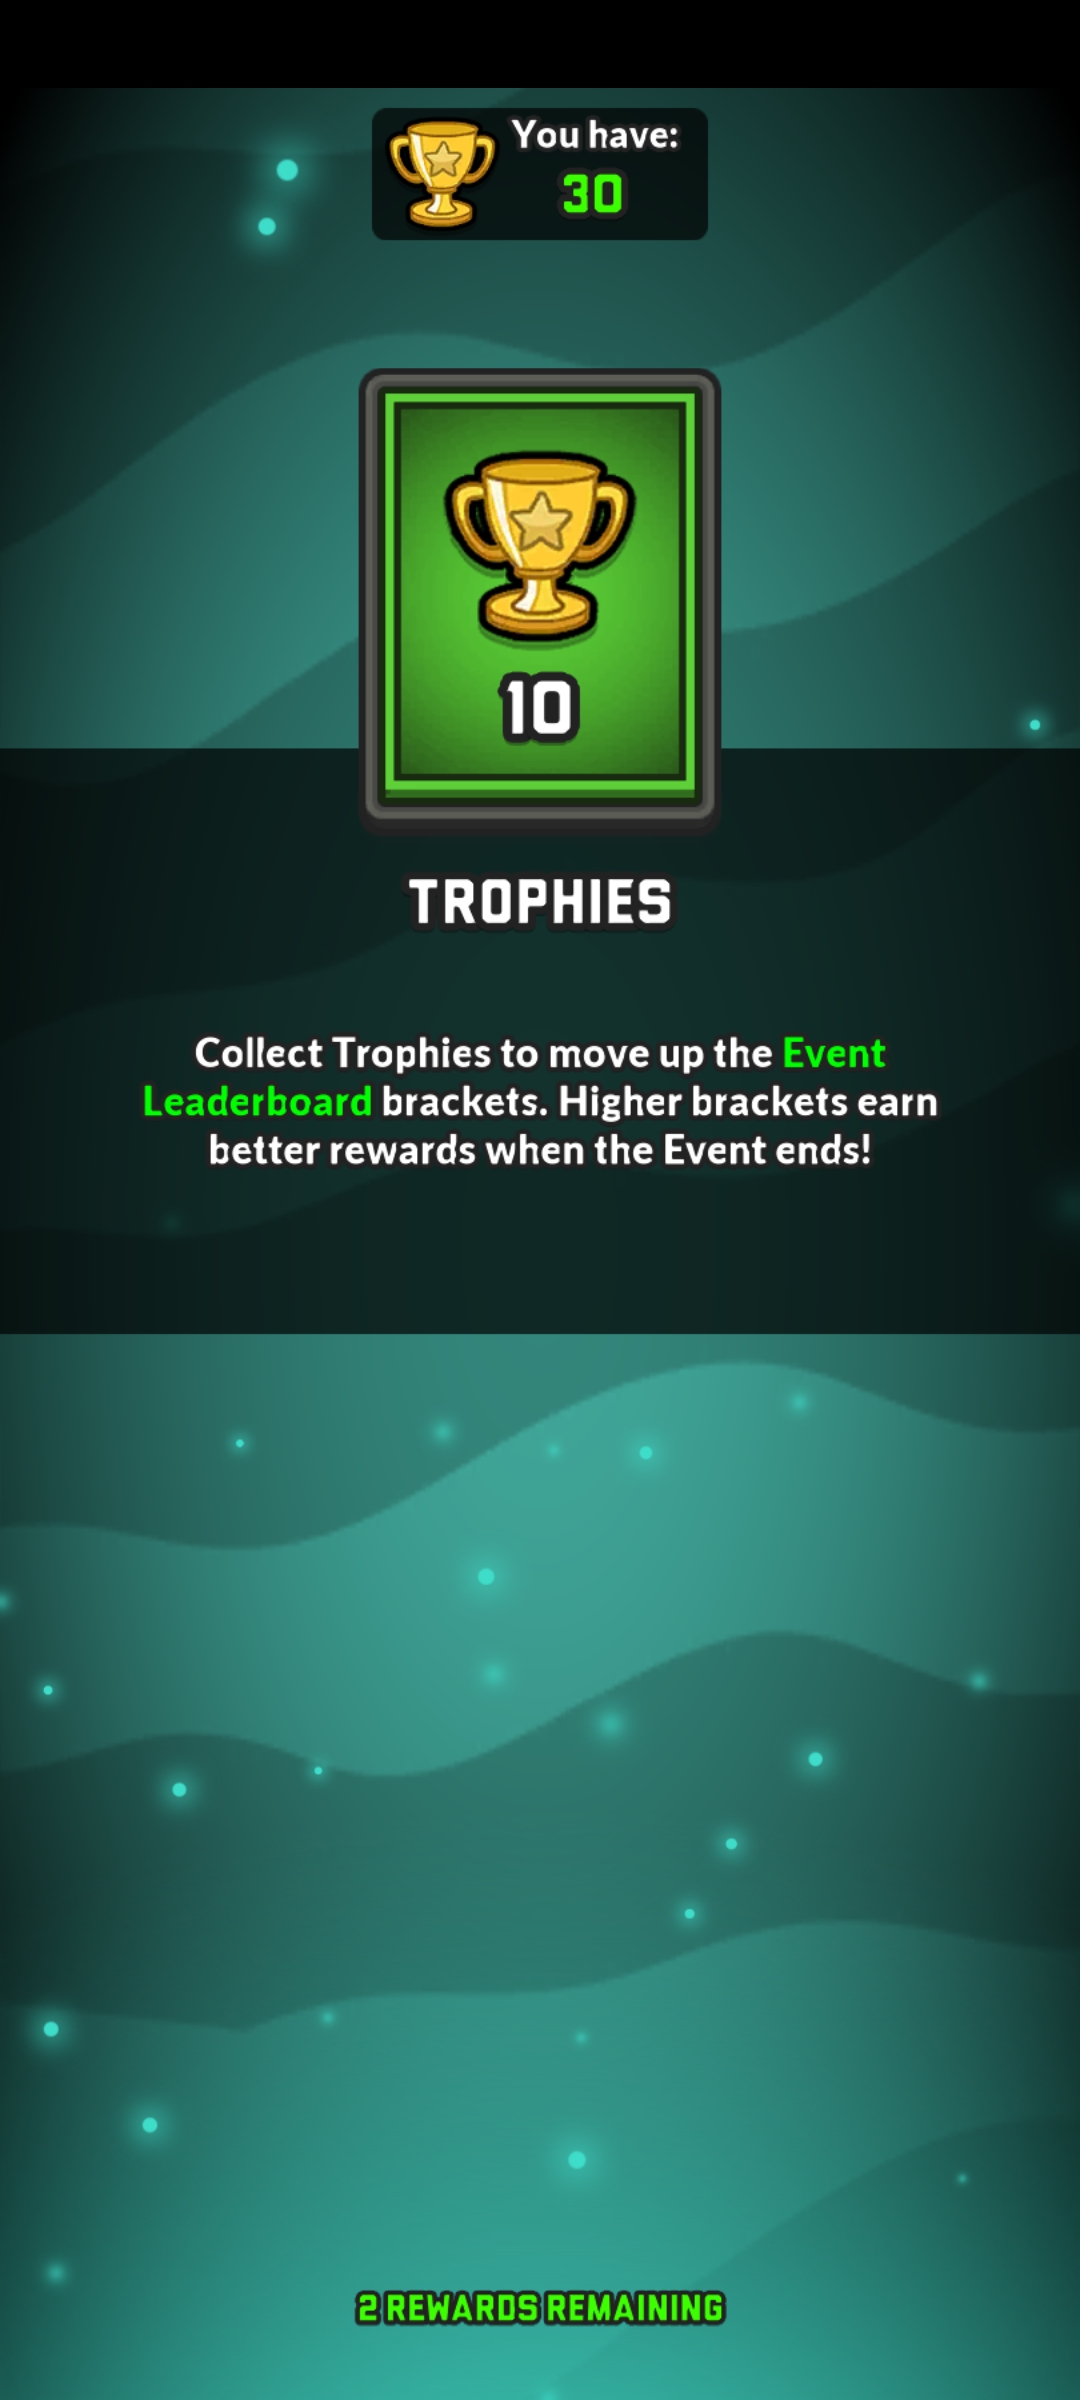 You have:
30
10
TROPHIES
Collect Trophies to move up the Event
Leaderboard brackets. Higher brackets earn
better rewards when the Event ends!
2 REWARDS REMAINING